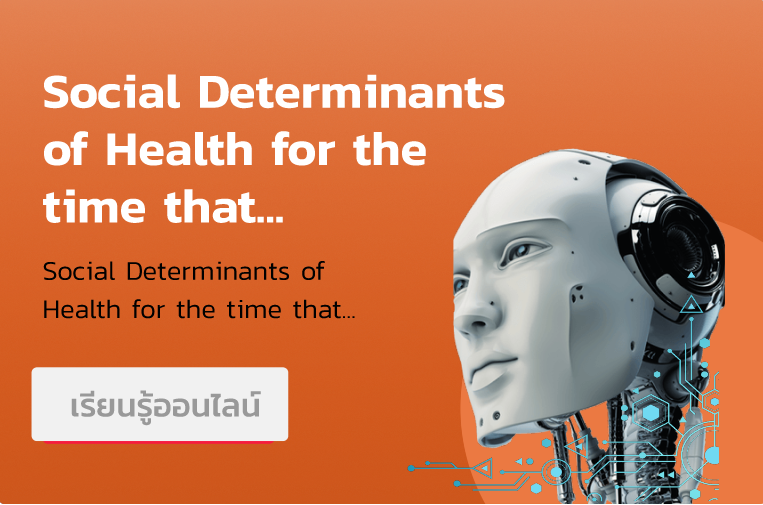 Social Determinants
of Health for the
time that...
Social Determinants of
Health for the time that...
เรียนรู้ออนไลน์